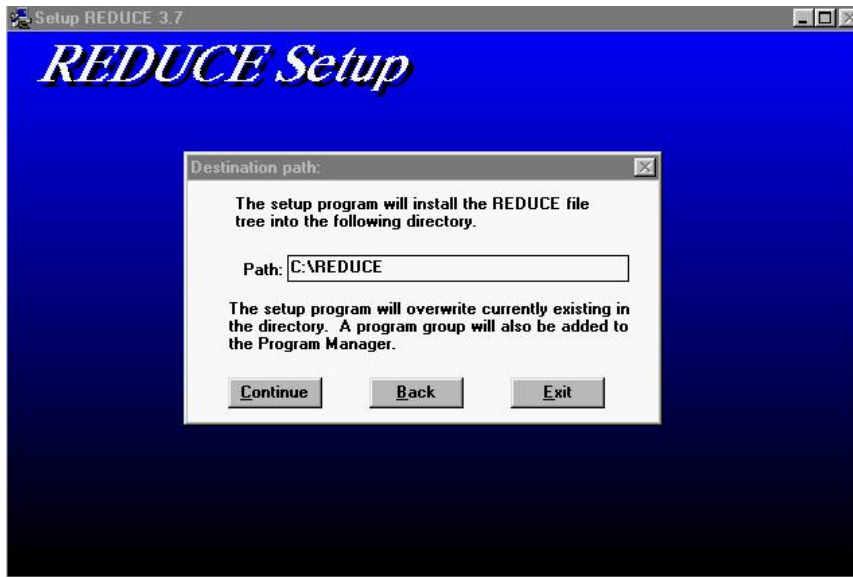 Setup REDUCE 3.7
REDUCE Setup
Destination path:
The setup program will install the REDUCE file
tree into the following directory.
Path: C:\REDUCE
The setup program will overwrite currently existing in
the directory. A program group will also be added to
the Program Manager.
Continue Back Exit